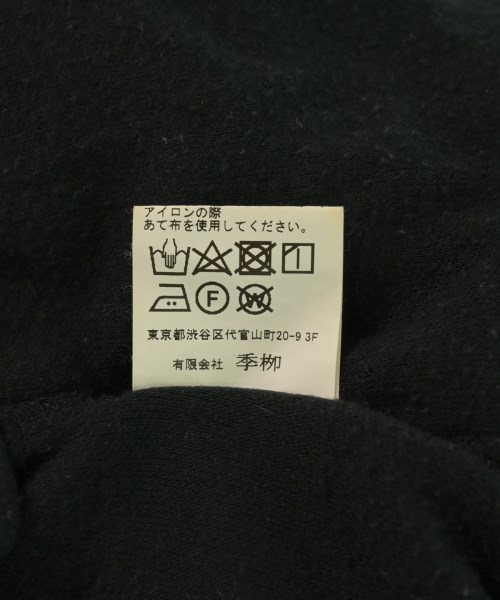 アイロンの際
あて布を使用してください。
F
W
東京都渋谷区代官山町20-9 3F
有限会社 季栁